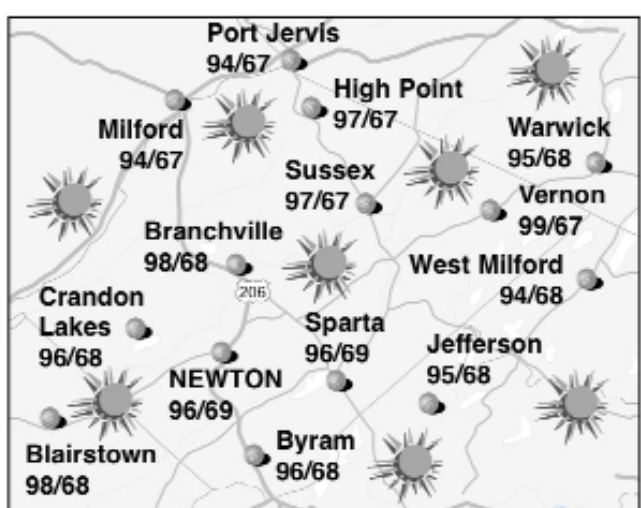 Port Jervis
94/67
High Point
97/67
Milford
94/67
Warwick
95/68
Sussex
97/67
Vernon
99/67
Branchville
98/68
West Milford
94/68
206
Crandon
Lakes
96/68
Sparta
96/69
Jefferson
95/68
NEWTON
96/69
Blairstown
98/68
Byram
96/68